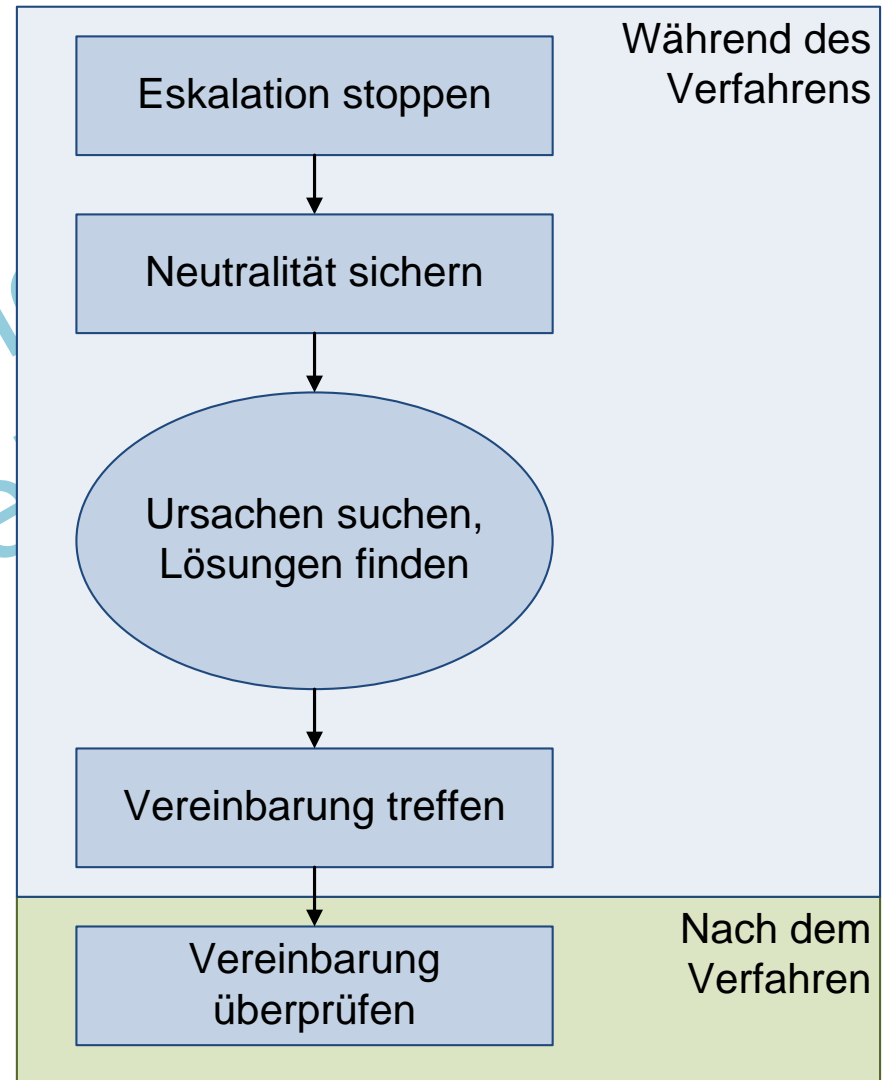 Während des
Verfahrens
Eskalation stoppen
Neutralität sichern
Ursachen suchen,
Lösungen finden
Vereinbarung treffen
Nach dem
Verfahren
Vereinbarung
überprüfen